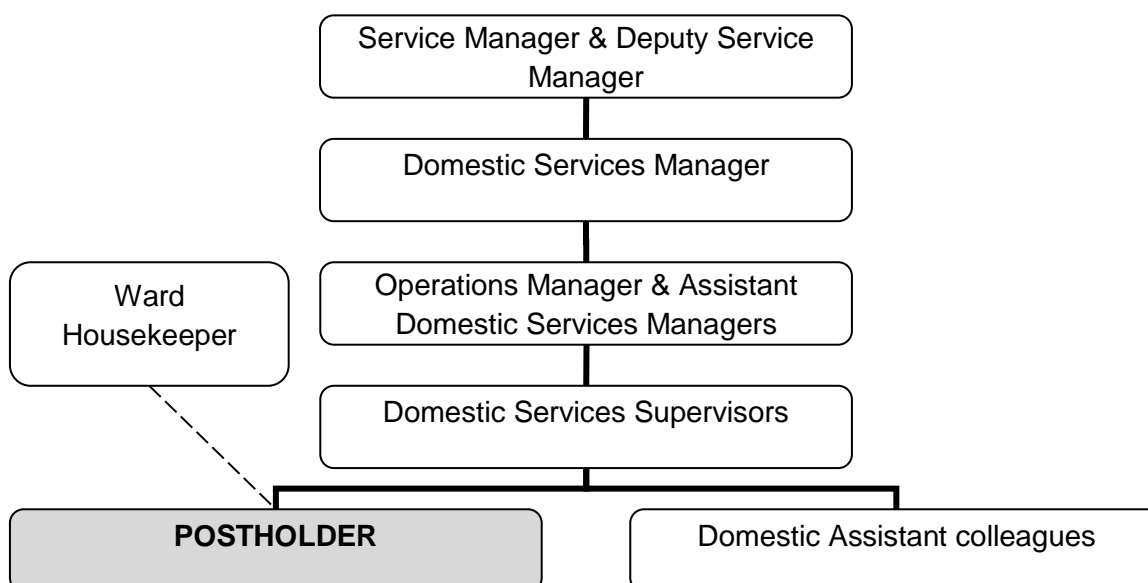 Service Manager & Deputy Service
Manager
Domestic Services Manager
Operations Manager & Assistant
Domestic Services Managers
Ward
Housekeeper
Domestic Services Supervisors
POSTHOLDER
Domestic Assistant colleagues